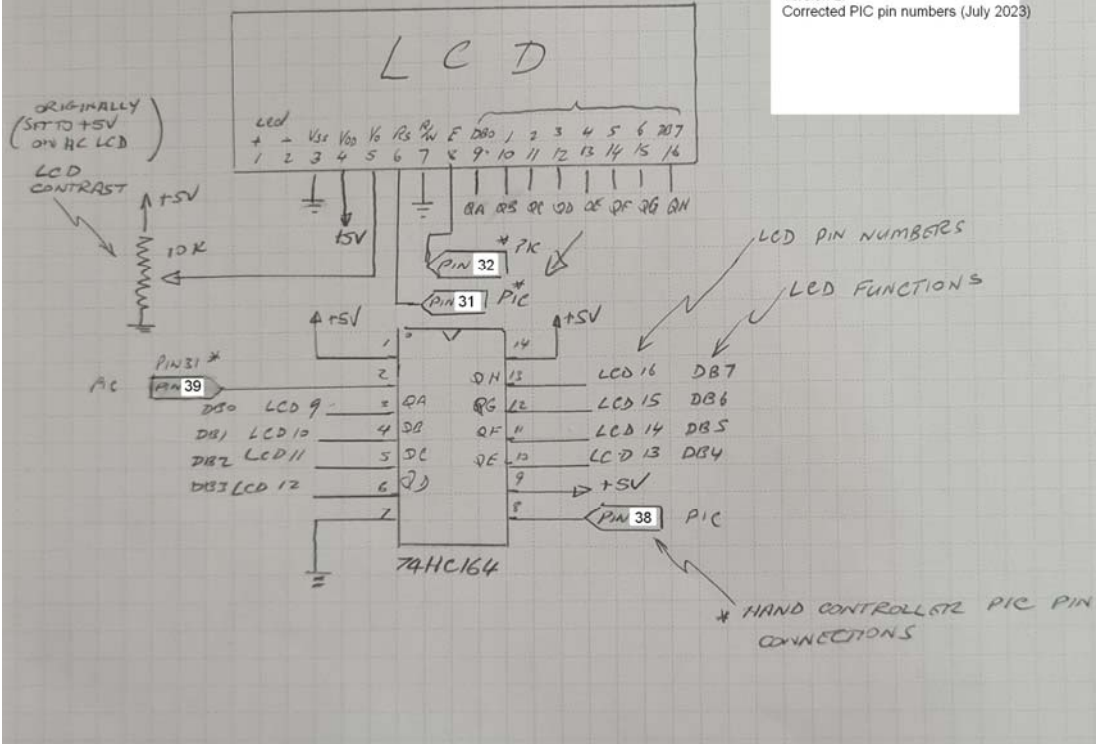 Corrected PIC pin numbers (July 2023)
LCD
ORIGINALLY
(SET TO +5V
ON HC LCD)
LCD
CONTRAST
+5V
10K
Led
+ - VSS VDD VO RS R/W E DB0 1 2 3 4 5 6 DB7
1 2 3 4 5 6 7 8 9 10 11 12 13 14 15 16
QA QB QC QD QE QF QG QH
+5V
* PIC
PIN 32
PIN 31 PIC *
LCD PIN NUMBERS
LCD FUNCTIONS
+5V
+5V
1 14
PIN31 *
PIC PIN 39 2
QH 13 LCD 16 DB7
DB0 LCD 9 3 QA
QG 12 LCD 15 DB6
DB1 LCD 10 4 QB
QF 11 LCD 14 DB5
DB2 LCD 11 5 QC
QE 10 LCD 13 DB4
DB3 LCD 12 6 QD
9 +5V
7 8 PIN 38 PIC
74HC164
* HAND CONTROLLER PIC PIN
CONNECTIONS